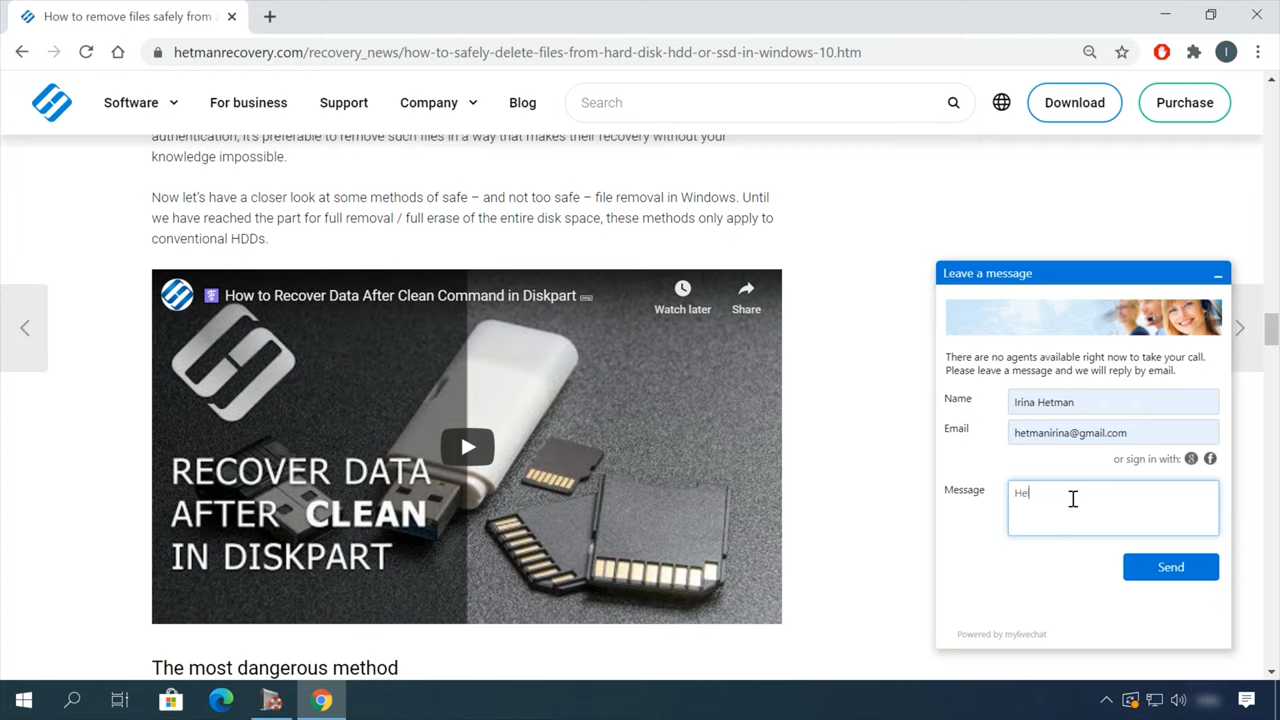 How to remove files safely from
hetmanrecovery.com/recovery_news/how-to-safely-delete-files-from-hard-disk-hdd-or-ssd-in-windows-10.htm
I
Software
For business
Support
Company
Blog
Search
Download
Purchase
authentication, it's preferable to remove such files in a way that makes their recovery without your
knowledge impossible.
Now let's have a closer look at some methods of safe – and not too safe – file removal in Windows. Until
we have reached the part for full removal / full erase of the entire disk space, these methods only apply to
conventional HDDs.
How to Recover Data After Clean Command in Diskpart
Watch later
Share
RECOVER DATA
AFTER CLEAN
IN DISKPART
The most dangerous method
Leave a message
There are no agents available right now to take your call.
Please leave a message and we will reply by email.
Name
Irina Hetman
Email
hetmanirina@gmail.com
or sign in with:
Message
Hel
Send
Powered by mylivechat